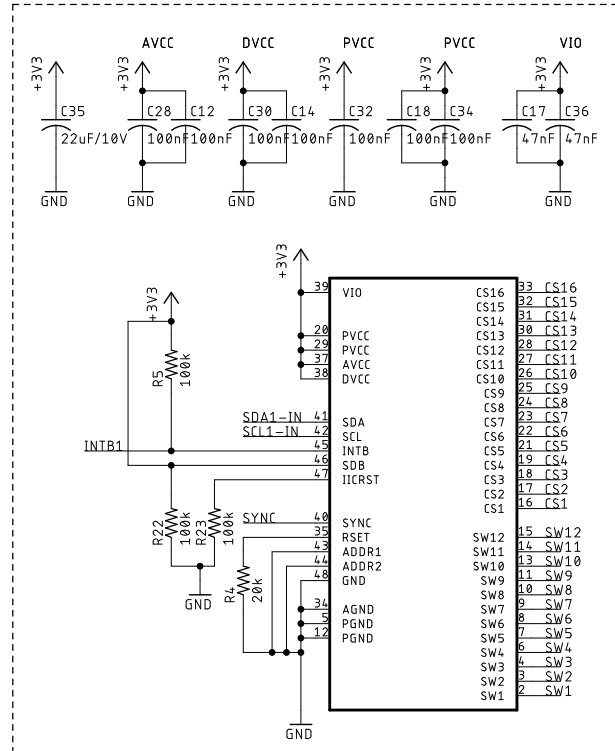 AVCC DVCC PVCC PVCC VIO
+3V3 +3V3 +3V3 +3V3 +3V3 +3V3
C35 C28 C12 C30 C14 C32 C18 C34 C17 C36
22uF/10V 100nF 100nF 100nF 100nF 100nF 100nF 100nF 47nF 47nF
GND GND GND GND GND GND
+3V3
39 VIO CS16 33 CS16
+3V3
CS15 32 CS15
CS14 31 CS14
20 PVCC CS13 30 CS13
29 PVCC CS12 28 CS12
37 AVCC CS11 27 CS11
38 DVCC CS10 26 CS10
R5 100k
CS9 25 CS9
CS8 24 CS8
SDA1-IN 41 SDA CS7 23 CS7
SCL1-IN 42 SCL CS6 22 CS6
INTB1 45 INTB CS5 21 CS5
46 SDB CS4 19 CS4
47 IICRST CS3 18 CS3
CS2 17 CS2
CS1 16 CS1
R22 100k R23 100k
SYNC 40 SYNC
35 RSET SW12 15 SW12
43 ADDR1 SW11 14 SW11
44 ADDR2 SW10 13 SW10
48 GND SW9 11 SW9
R4 20k
SW8 10 SW8
GND
34 AGND SW7 9 SW7
5 PGND SW6 8 SW6
12 PGND SW5 7 SW5
SW4 6 SW4
SW3 4 SW3
SW2 3 SW2
SW1 2 SW1
GND